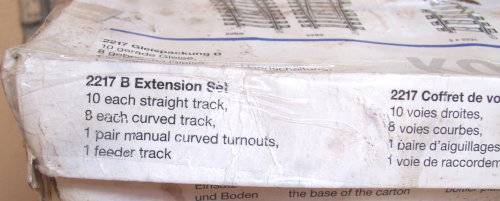 2217 Gleispackung B
10 gerade Gleise,
2217 B Extension Set
10 each straight track,
8 each curved track,
1 pair manual curved turnouts,
1 feeder track
2217 Coffret de vo
10 voies droites,
8 voies courbes,
1 paire d'aiguillages
1 voie de raccordem
und Boden
the base of the carton